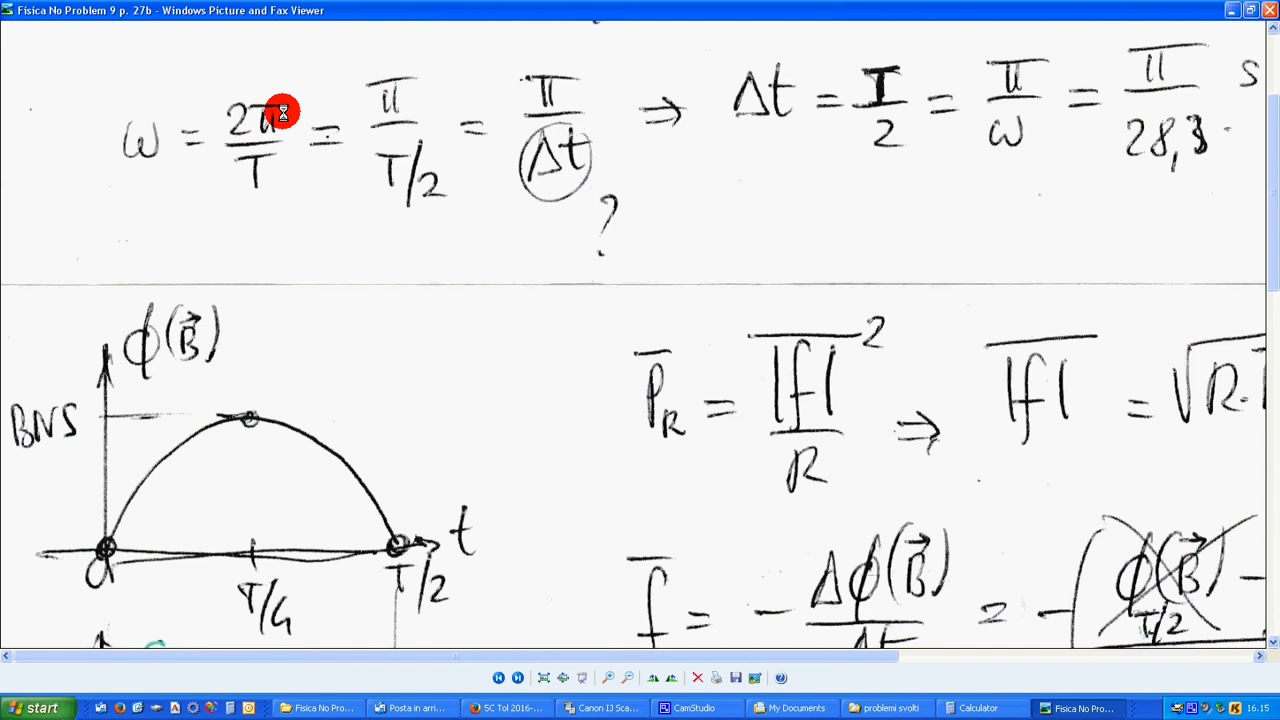 Fisica No Problem 9 p. 27b - Windows Picture and Fax Viewer
ω = 2π/T = π/(T/2) = π/Δt ⇒ Δt = T/2 = π/ω = π/28,3 s
?
ϕ(B⃗)
BNS
O T/4 T/2 t
P̄_R = |f|̅²/R ⇒ |f|̅ = √R·
f̄ = - Δϕ(B⃗)/Δt = -(ϕ(B⃗)_T/2 -
start Fisica No Pro... Posta in arri... 5C Tol 2016-... Canon IJ Sca... CamStudio My Documents problemi svolti Calculator Fisica No Pro... 16.15